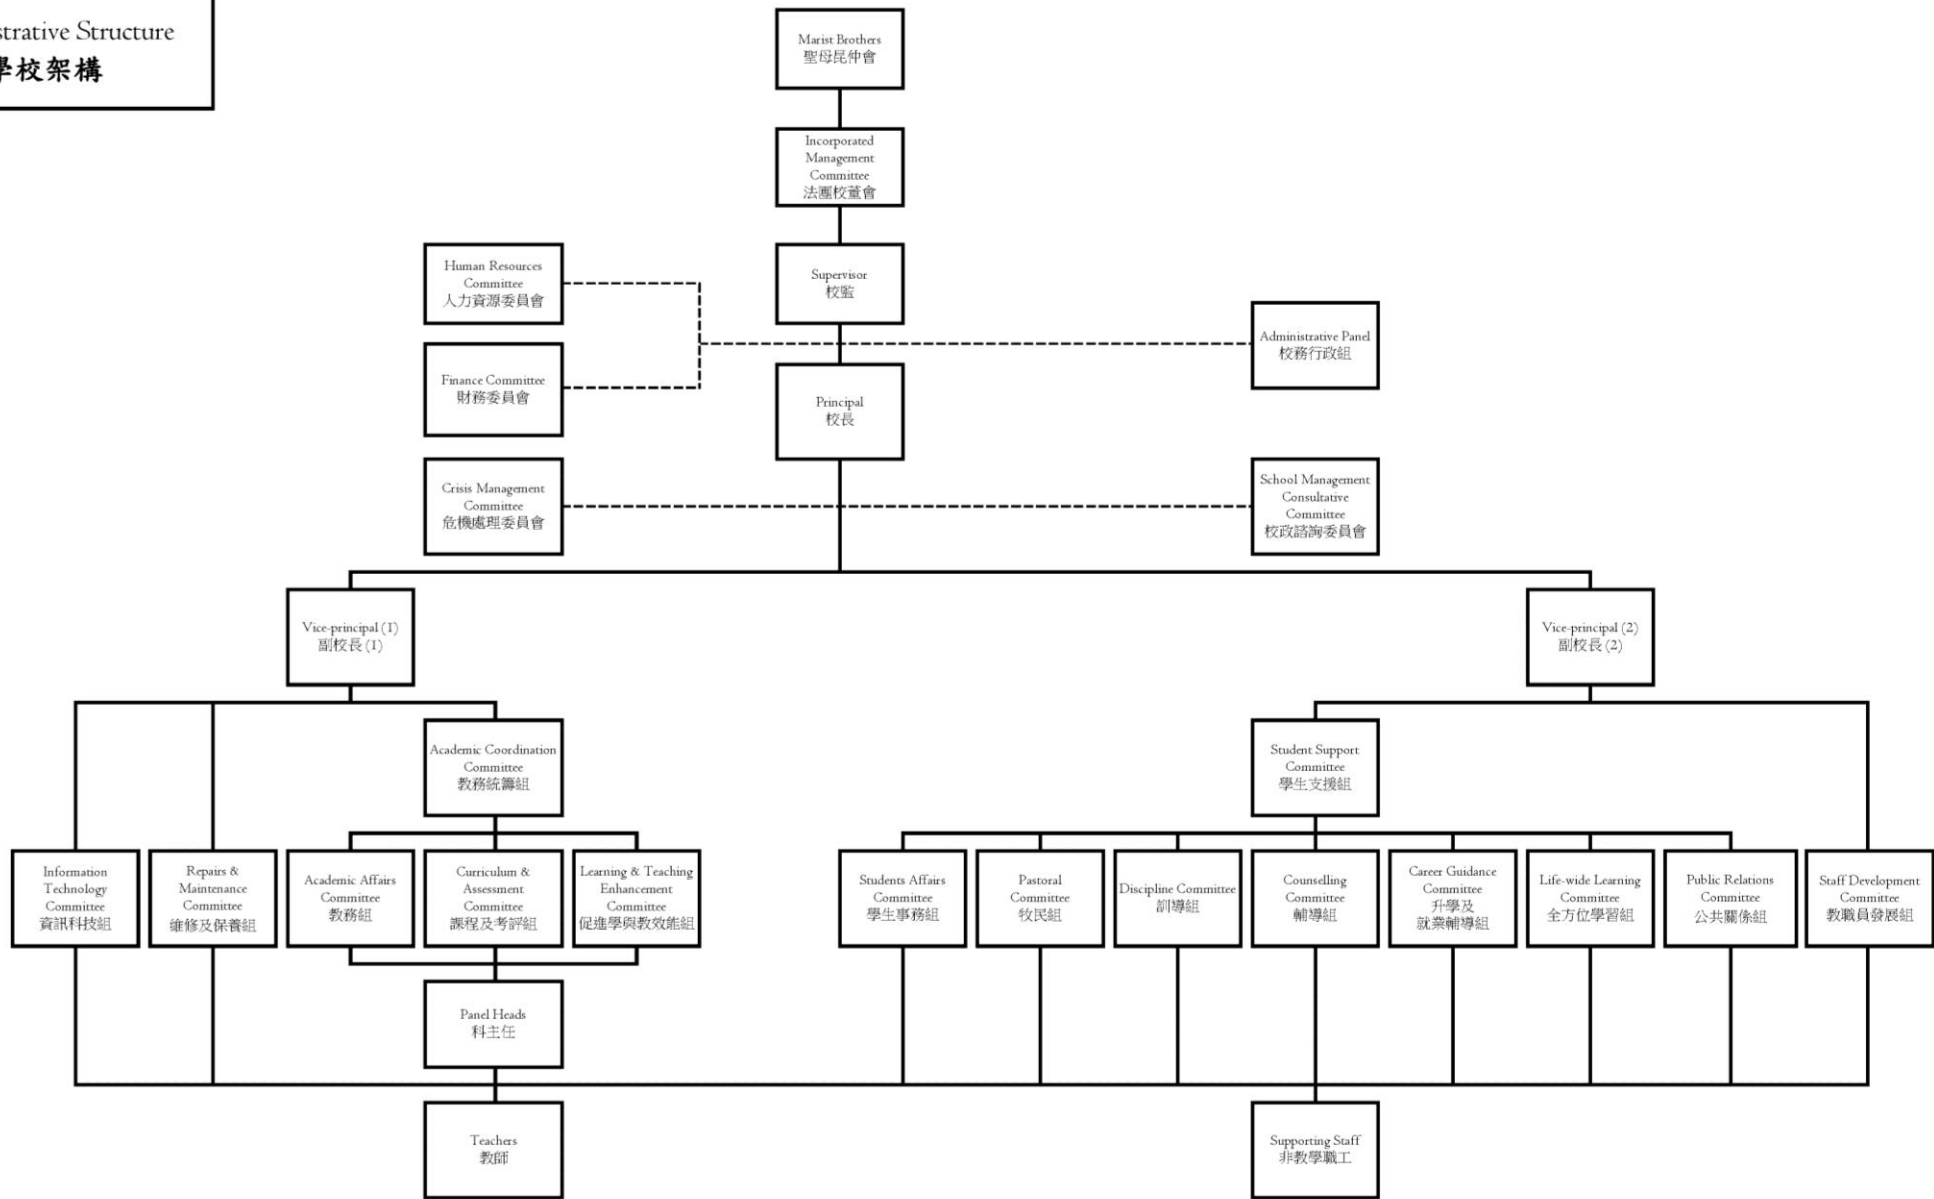 strative Structure
學校架構
Marist Brothers
聖母昆仲會
Incorporated
Management
Committee
法團校董會
Human Resources
Committee
人力資源委員會
Supervisor
校監
Administrative Panel
校務行政組
Finance Committee
財務委員會
Principal
校長
Crisis Management
Committee
危機處理委員會
School Management
Consultative
Committee
校政諮詢委員會
Vice-principal (1)
副校長 (1)
Vice-principal (2)
副校長 (2)
Academic Coordination
Committee
教務統籌組
Student Support
Committee
學生支援組
Information
Technology
Committee
資訊科技組
Repairs &
Maintenance
Committee
維修及保養組
Academic Affairs
Committee
教務組
Curriculum &
Assessment
Committee
課程及考評組
Learning & Teaching
Enhancement
Committee
促進學與教效能組
Students Affairs
Committee
學生事務組
Pastoral
Committee
牧民組
Discipline Committee
訓導組
Counselling
Committee
輔導組
Career Guidance
Committee
升學及
就業輔導組
Life-wide Learning
Committee
全方位學習組
Public Relations
Committee
公共關係組
Staff Development
Committee
教職員發展組
Panel Heads
科主任
Teachers
教師
Supporting Staff
非教學職工